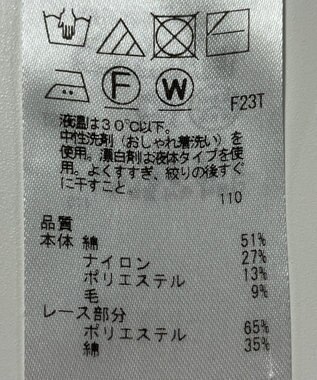 F
W
F23T
液温は30℃以下。
中性洗剤（おしゃれ着洗い）を
使用。漂白剤は液体タイプを使
用。よくすすぎ、絞りの後すぐ
に干すこと。
110
品質
本体 綿 51%
ナイロン 27%
ポリエステル 13%
毛 9%
レース部分
ポリエステル 65%
綿 35%